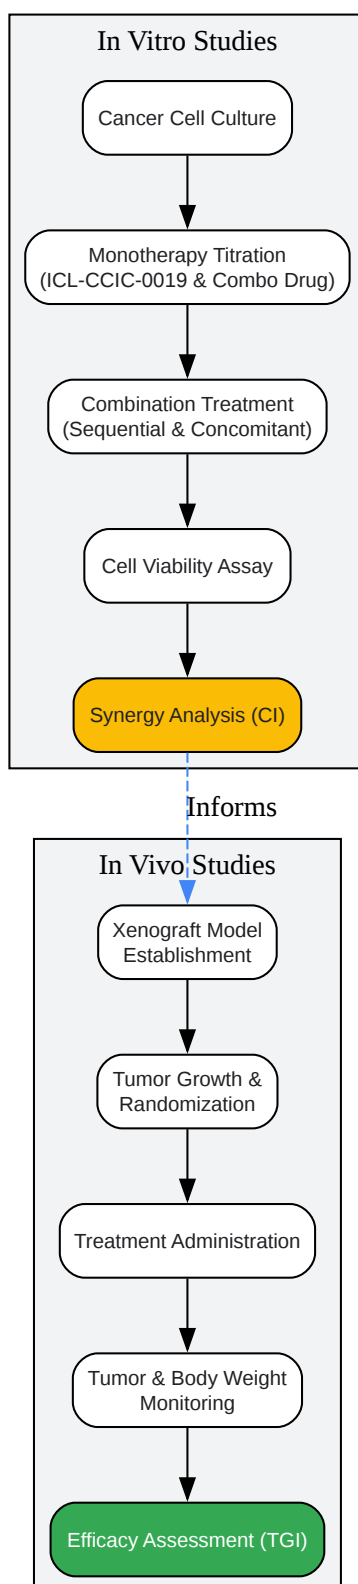 In Vitro Studies
Cancer Cell Culture
Monotherapy Titration
(ICL-CCIC-0019 & Combo Drug)
Combination Treatment
(Sequential & Concomitant)
Cell Viability Assay
Synergy Analysis (CI)
Informs
In Vivo Studies
Xenograft Model
Establishment
Tumor Growth &
Randomization
Treatment Administration
Tumor & Body Weight
Monitoring
Efficacy Assessment (TGI)